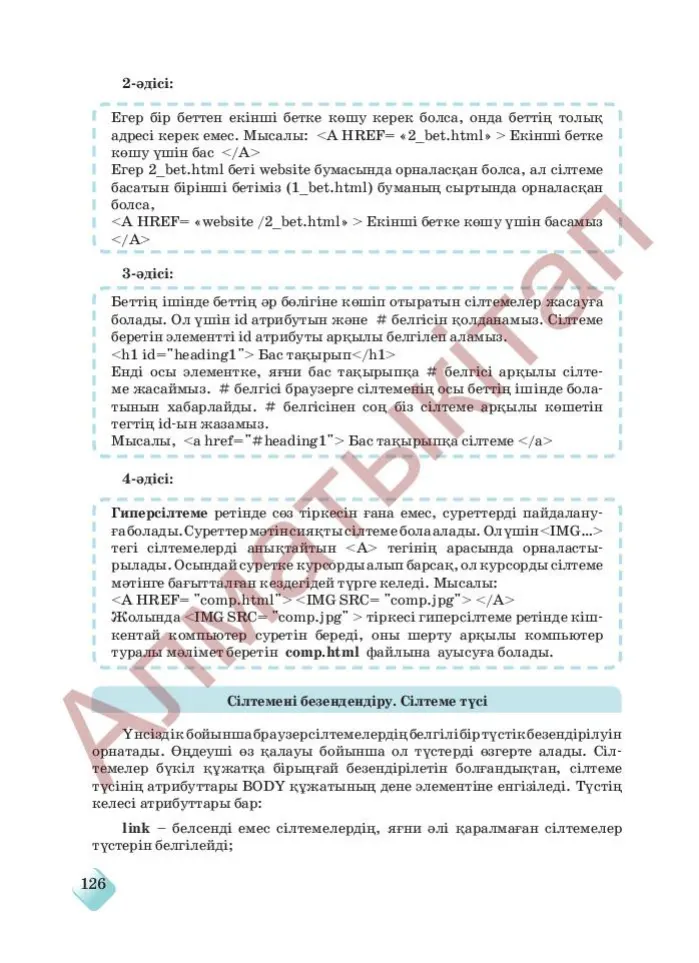 2-әдісі:
Егер бір беттен екінші бетке көшу керек болса, онда беттің толық
адресі керек емес. Мысалы: <A HREF= «2_bet.html» > Екінші бетке
көшу үшін бас </A>
Егер 2_bet.html беті website бумасында орналасқан болса, ал сілтеме
басатын бірінші бетіміз (1_bet.html) буманың сыртында орналасқан
болса,
<A HREF= «website /2_bet.html» > Екінші бетке көшу үшін басамыз
</A>
3-әдісі:
Беттің ішінде беттің әр бөлігіне көшіп отыратын сілтемелер жасауға
болады. Ол үшін id атрибутын және # белгісін қолданамыз. Сілтеме
беретін элементті id атрибуты арқылы белгілеп аламыз.
<h1 id="heading1"> Бас тақырып</h1>
Енді осы элементке, яғни бас тақырыпқа # белгісі арқылы сілте-
ме жасаймыз. # белгісі браузерге сілтеменің осы беттің ішінде бола-
тынын хабарлайды. # белгісінен соң біз сілтеме арқылы көшетін
тегтің id-ын жазамыз.
Мысалы, <a href="#heading1"> Бас тақырыпқа сілтеме </a>
4-әдісі:
Гиперсілтеме ретінде сөз тіркесін ғана емес, суреттерді пайдалану-
ға болады. Суреттер мәтін сияқты сілтеме бола алады. Ол үшін <IMG...>
тегі сілтемелерді анықтайтын <A> тегінің арасында орналасты-
рылады. Осындай суретке курсорды алып барсақ, ол курсорды сілтеме
мәтінге бағытталған кездегідей түрге келеді. Мысалы:
<A HREF= "comp.html"> <IMG SRC= "comp.jpg"> </A>
Жолында <IMG SRC= "comp.jpg" > тіркесі гиперсілтеме ретінде кіш-
кентай компьютер суретін береді, оны шерту арқылы компьютер
туралы мәлімет беретін comp.html файлына ауысуға болады.
Сілтемені безендендіру. Сілтеме түсі
Үнсіздік бойынша браузер сілтемелердің белгілі бір түстік безендірілуін
орнатады. Өңдеуші өз қалауы бойынша ол түстерді өзгерте алады. Сіл-
темелер бүкіл құжатқа бірыңғай безендірілетін болғандықтан, сілтеме
түсінің атрибуттары BODY құжатының дене элементіне енгізіледі. Түстің
келесі атрибуттары бар:
link – белсенді емес сілтемелердің, яғни әлі қаралмаған сілтемелер
түстерін белгілейді;
126
Алматыкітап